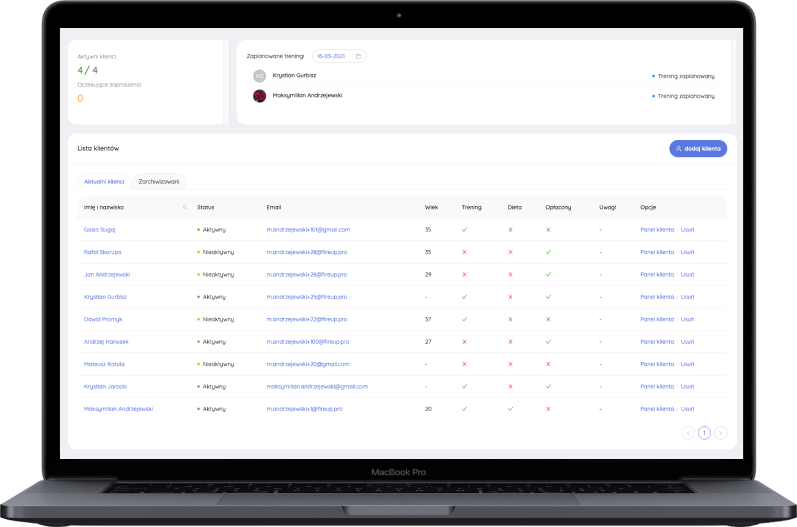 Aktywni klienci
4 / 4
Oczekujące zaproszenia
0
Zaplanowane treningi 16-03-2021
KG Krystian Gurbisz Trening zaplanowany
Maksymilian Andrzejewski Trening zaplanowany
Lista klientów dodaj klienta
Aktualni klienci Zarchiwizowani
Imię i nazwisko Status Email Wiek Trening Dieta Opłacony Uwagi Opcje
Gosia Bugaj Aktywny m.andrzejewski+101@gmail.com 35 ✓ X X - Panel klienta Usuń
Rafał Skorupa Nieaktywny m.andrzejewski+28@fireup.pro 35 X X ✓ - Panel klienta Usuń
Jan Andrzejewski Nieaktywny m.andrzejewski+26@fireup.pro 29 X X ✓ - Panel klienta Usuń
Krystian Gurbisz Aktywny m.andrzejewski+25@fireup.pro - ✓ X ✓ - Panel klienta Usuń
Dawid Promyk Nieaktywny m.andrzejewski+22@fireup.pro 37 ✓ X X - Panel klienta Usuń
Andrzej Hanusek Aktywny m.andrzejewski+100@fireup.pro 27 X X ✓ - Panel klienta Usuń
Mateusz Kotuła Nieaktywny m.andrzejewski+20@gmail.com - X X X - Panel klienta Usuń
Krystian Jarocki Aktywny maksymilian.andrzejewski@gmail.com - ✓ X ✓ - Panel klienta Usuń
Maksymilian Andrzejewski Aktywny m.andrzejewski+1@fireup.pro 20 ✓ ✓ X - Panel klienta Usuń
< 1 >
MacBook Pro